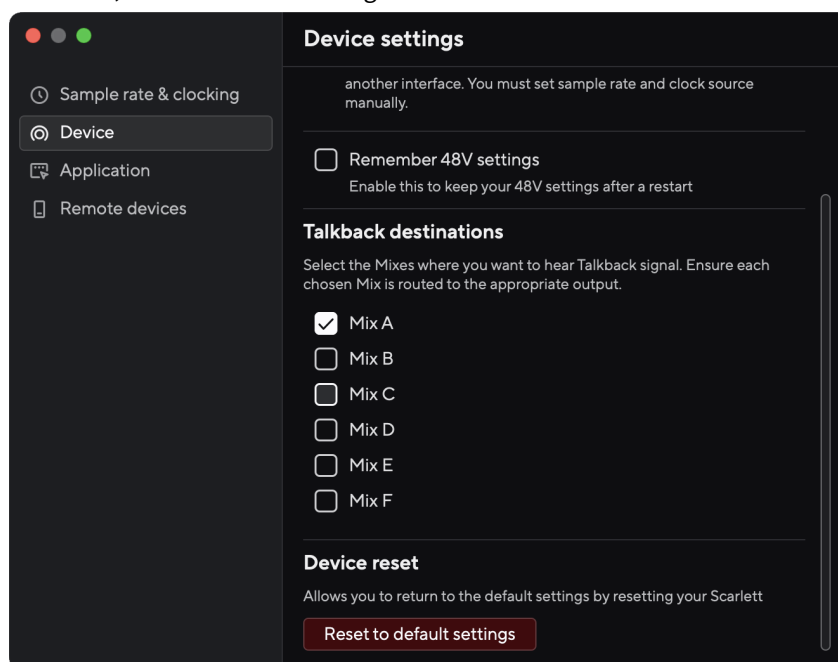 Device settings
Sample rate & clocking
Device
Application
Remote devices
another interface. You must set sample rate and clock source
manually.
Remember 48V settings
Enable this to keep your 48V settings after a restart
Talkback destinations
Select the Mixes where you want to hear Talkback signal. Ensure each
chosen Mix is routed to the appropriate output.
Mix A
Mix B
Mix C
Mix D
Mix E
Mix F
Device reset
Allows you to return to the default settings by resetting your Scarlett
Reset to default settings